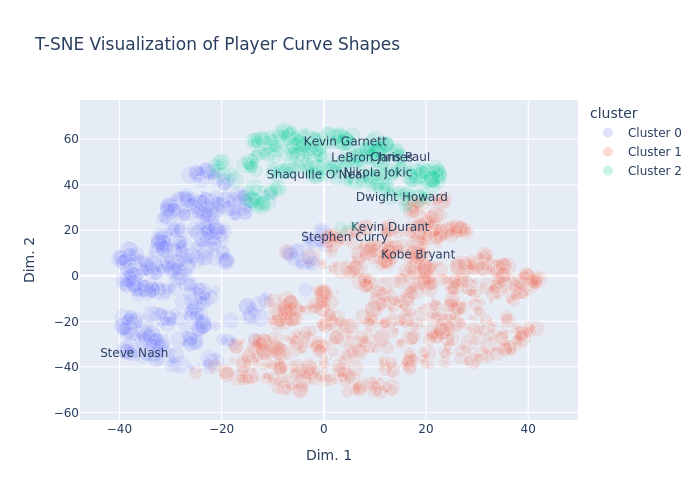 T-SNE Visualization of Player Curve Shapes
cluster
Cluster 0
Cluster 1
Cluster 2
Kevin Garnett
LeBron James
Chris Paul
Shaquille O'Neal
Nikola Jokic
Dwight Howard
Kevin Durant
Stephen Curry
Kobe Bryant
Steve Nash
60
40
20
0
−20
−40
−60
Dim. 2
−40
−20
0
20
40
Dim. 1